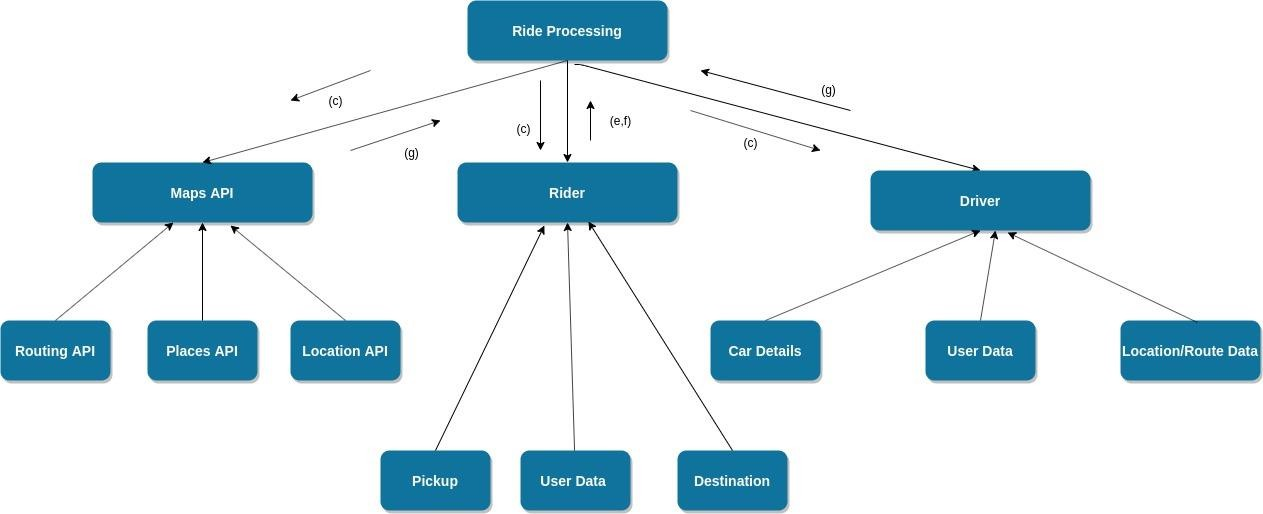 Ride Processing
(c)
(g)
(c)
(e,f)
(g)
(c)
Maps API
Rider
Driver
Routing API
Places API
Location API
Car Details
User Data
Location/Route Data
Pickup
User Data
Destination